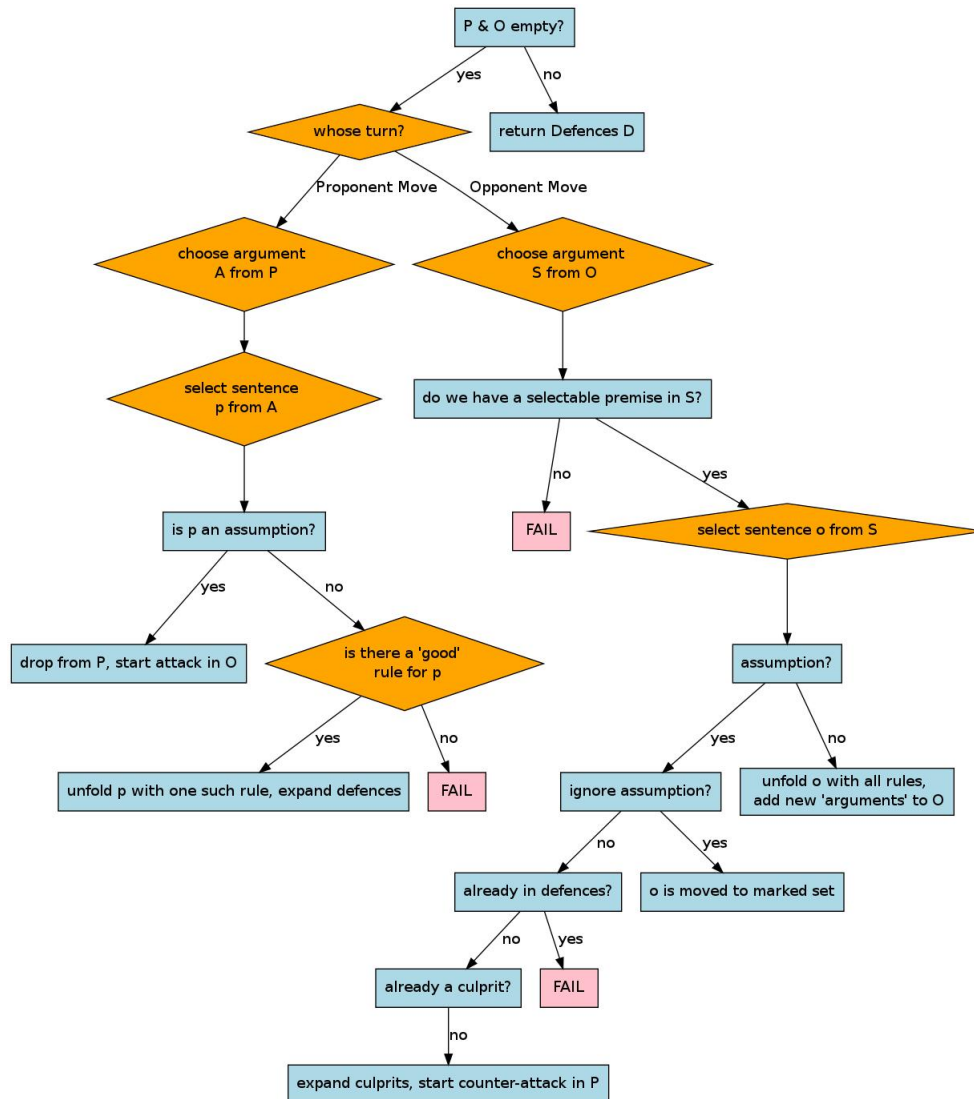 P & O empty?
yes
no
whose turn?
return Defences D
Proponent Move
Opponent Move
choose argument
A from P
choose argument
S from O
select sentence
p from A
do we have a selectable premise in S?
no
yes
is p an assumption?
FAIL
select sentence o from S
yes
no
drop from P, start attack in O
is there a 'good'
rule for p
assumption?
yes
no
yes
no
unfold p with one such rule, expand defences
FAIL
ignore assumption?
unfold o with all rules,
add new 'arguments' to O
no
yes
already in defences?
o is moved to marked set
no
yes
already a culprit?
FAIL
no
expand culprits, start counter-attack in P